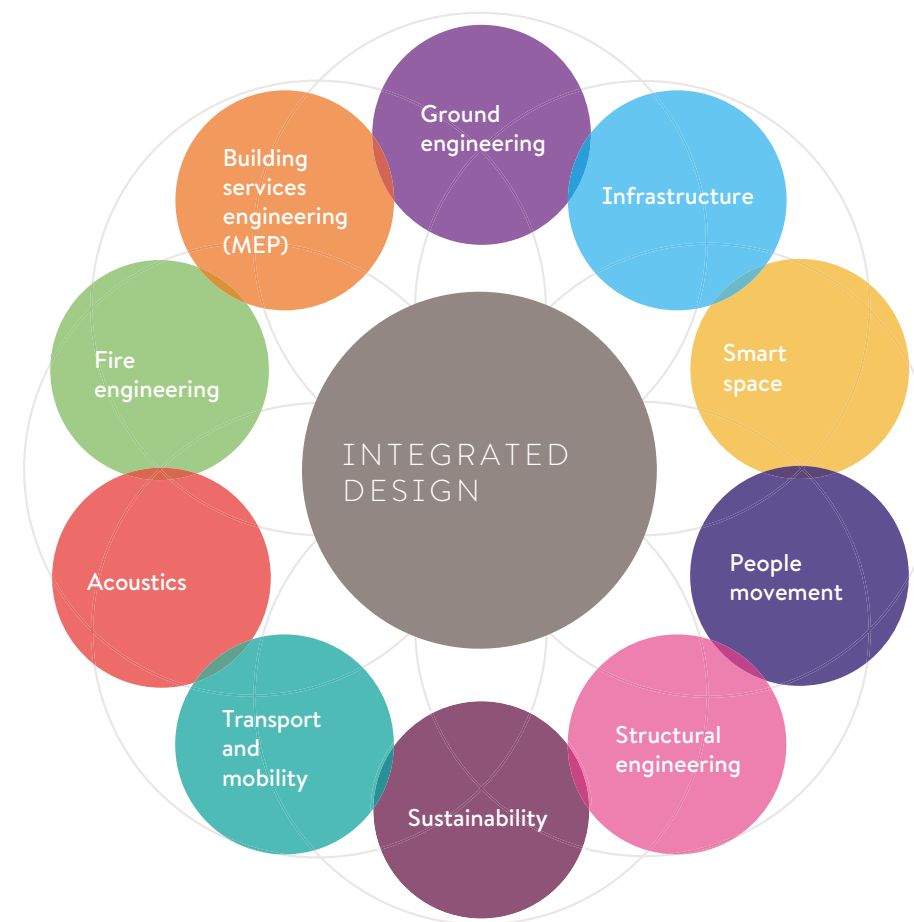 Ground
engineering
Infrastructure
Smart
space
People
movement
Structural
engineering
Sustainability
Transport
and
mobility
Acoustics
Fire
engineering
Building
services
engineering
(MEP)
INTEGRATED
DESIGN